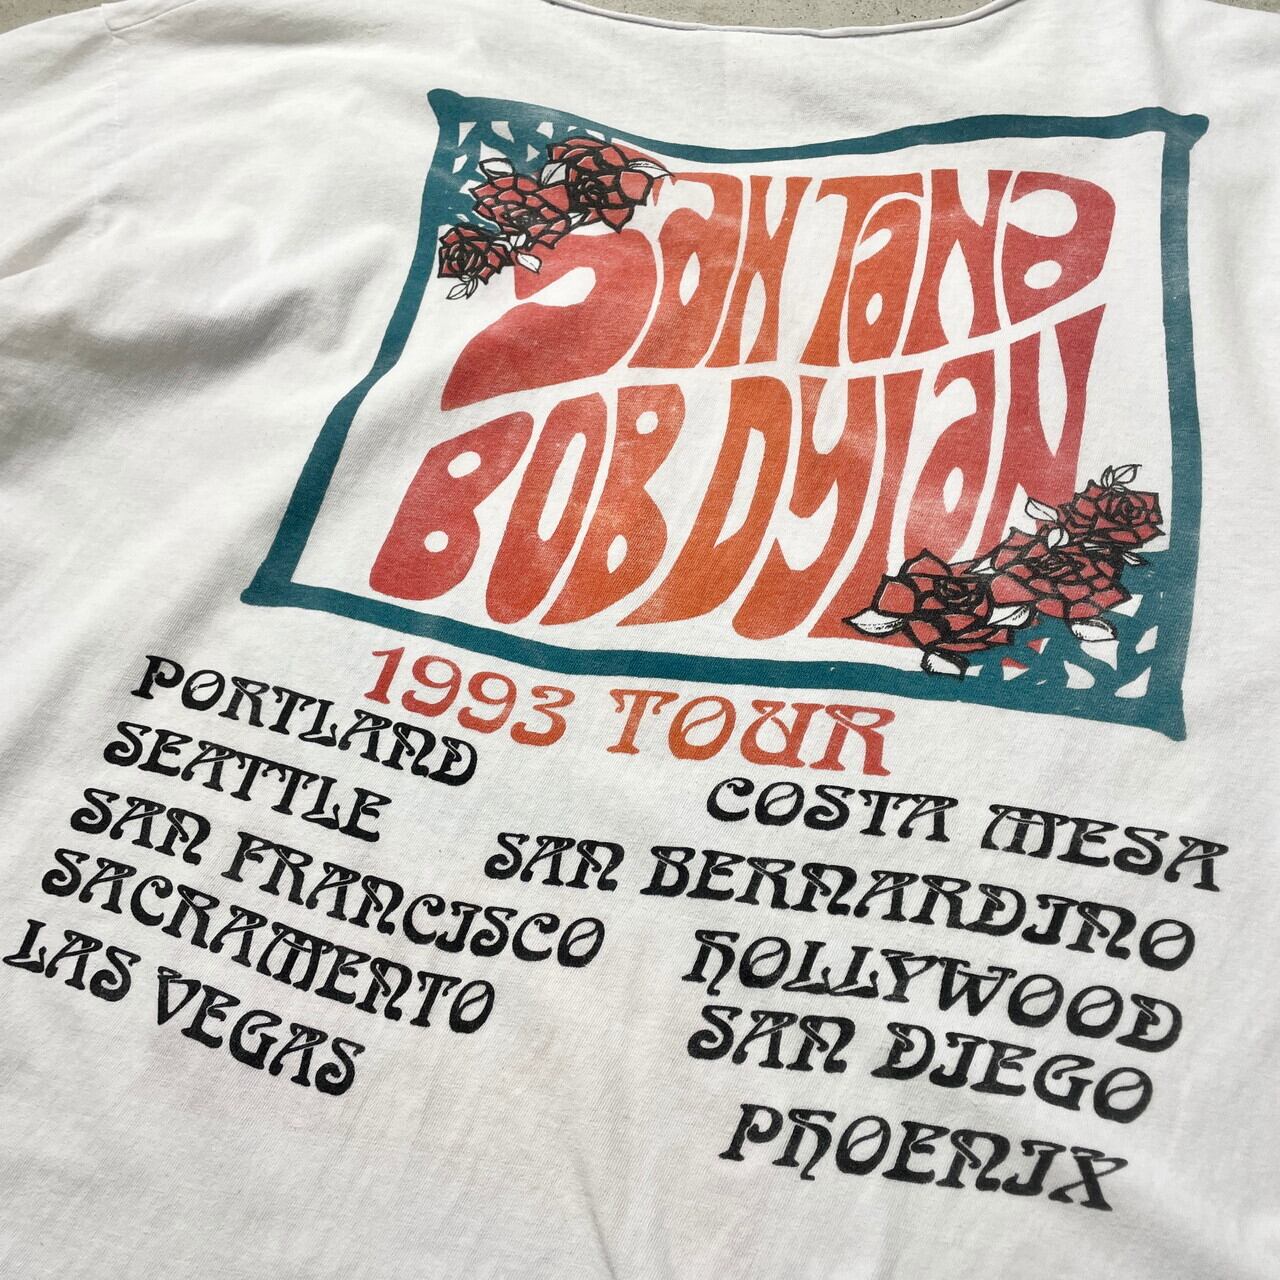 SANTANA
BOB DYLAN
1993 TOUR
PORTLAND
SEATTLE
SAN FRANCISCO
SACRAMENTO
LAS VEGAS
COSTA MESA
SAN BERNARDINO
HOLLYWOOD
SAN DIEGO
PHOENIX